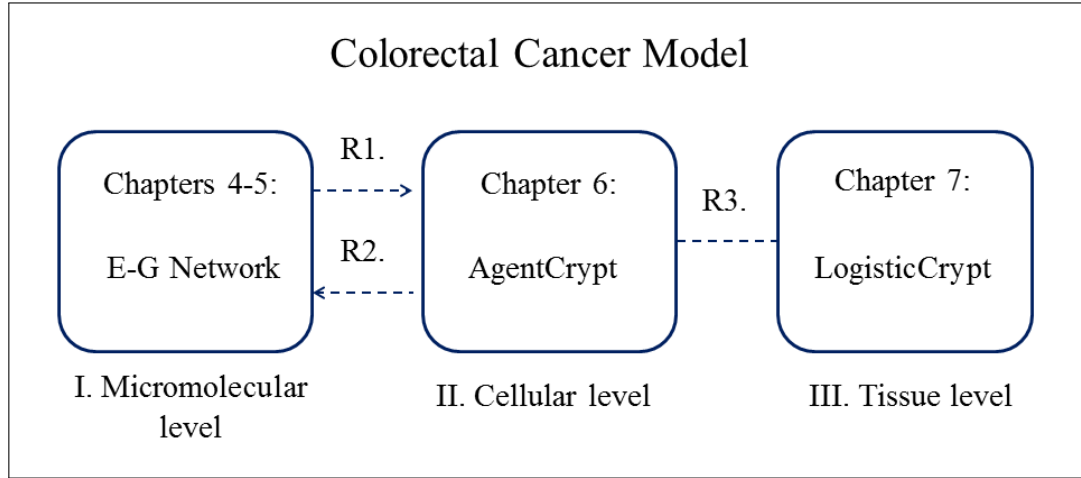 Colorectal Cancer Model
Chapters 4-5:
E-G Network
R1.
R2.
Chapter 6:
AgentCrypt
R3.
Chapter 7:
LogisticCrypt
I. Micromolecular
level
II. Cellular level
III. Tissue level